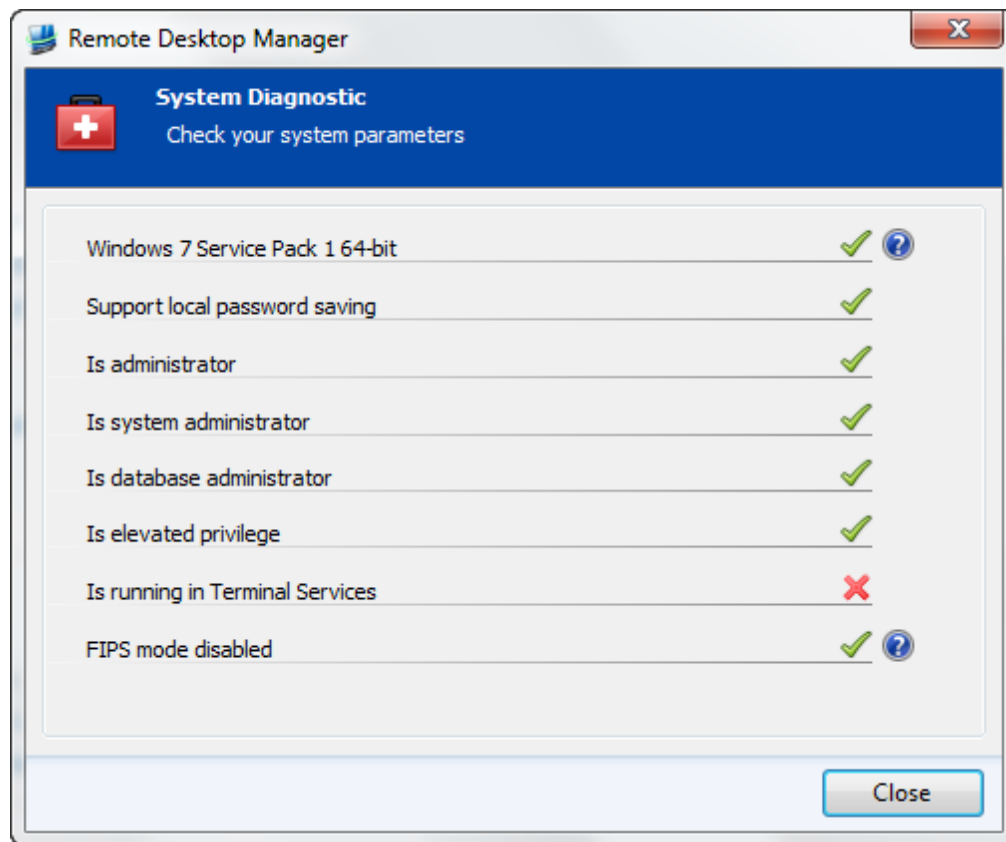 Remote Desktop Manager
System Diagnostic
Check your system parameters
Windows 7 Service Pack 1 64-bit
Support local password saving
Is administrator
Is system administrator
Is database administrator
Is elevated privilege
Is running in Terminal Services
FIPS mode disabled
Close